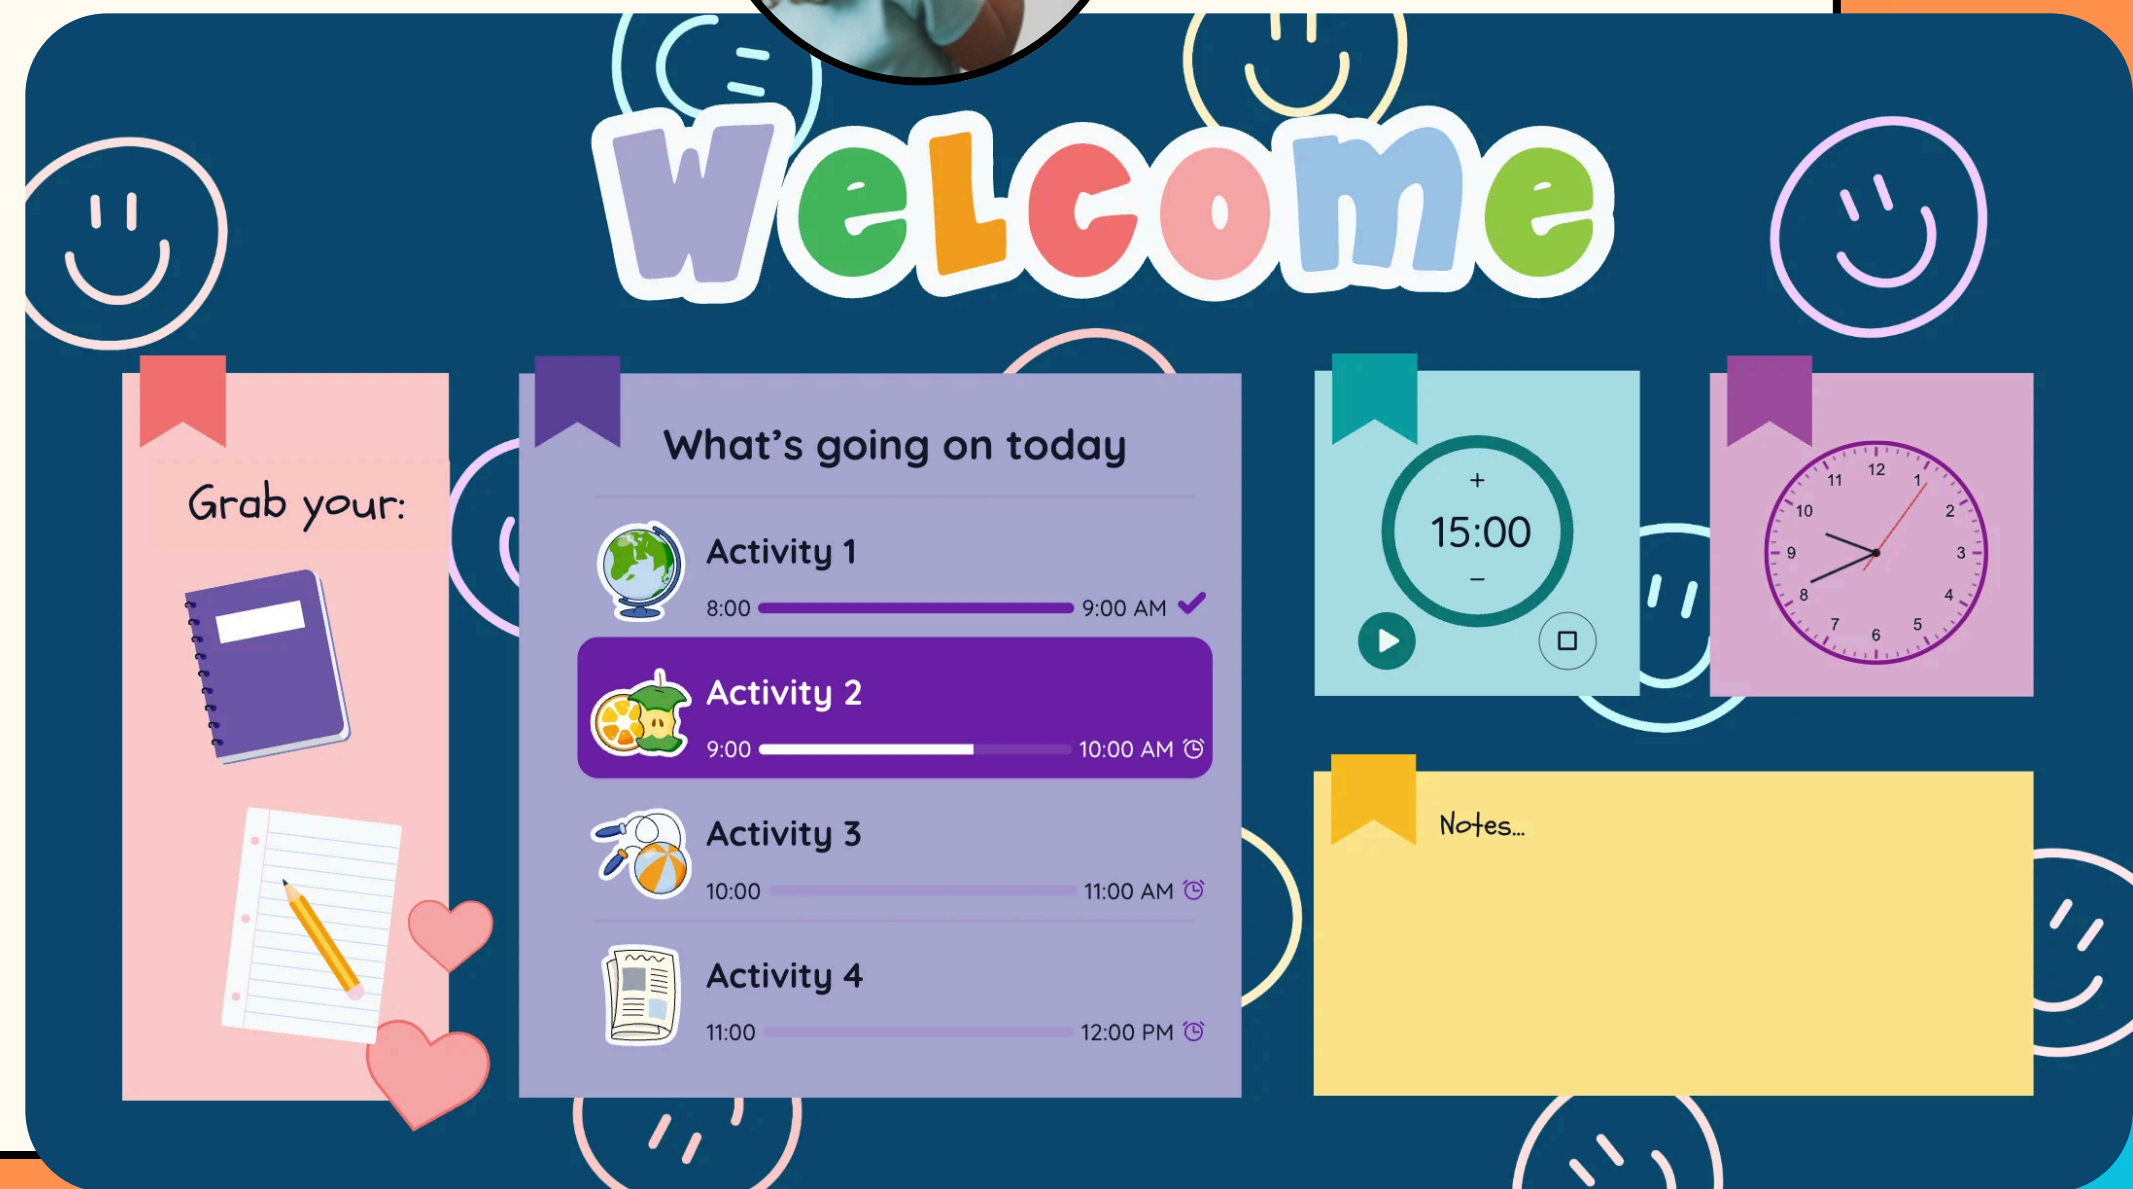 WeLcome
Grab your:
What's going on today
Activity 1
8:00 9:00 AM
Activity 2
9:00 10:00 AM
Activity 3
10:00 11:00 AM
Activity 4
11:00 12:00 PM
+
15:00
−
12
1
2
3
4
5
6
7
8
9
10
11
Notes...